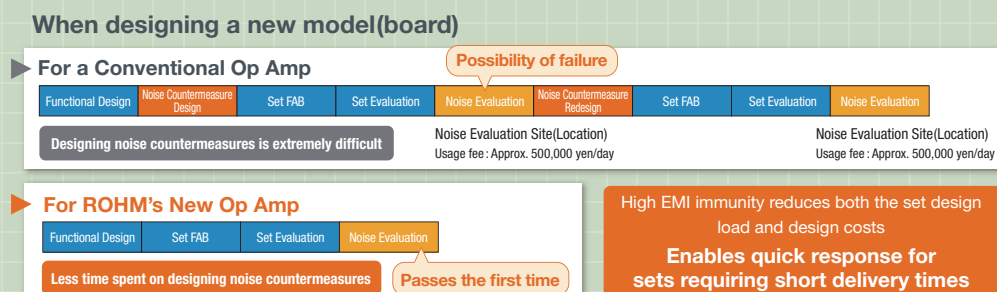 When designing a new model(board)
For a Conventional Op Amp
Possibility of failure
Functional Design
Noise Countermeasure
Design
Set FAB
Set Evaluation
Noise Evaluation
Noise Countermeasure
Redesign
Set FAB
Set Evaluation
Noise Evaluation
Designing noise countermeasures is extremely difficult
Noise Evaluation Site(Location)
Usage fee : Approx. 500,000 yen/day
Noise Evaluation Site(Location)
Usage fee : Approx. 500,000 yen/day
For ROHM's New Op Amp
Functional Design
Set FAB
Set Evaluation
Noise Evaluation
Less time spent on designing noise countermeasures
Passes the first time
High EMI immunity reduces both the set design
load and design costs
Enables quick response for
sets requiring short delivery times